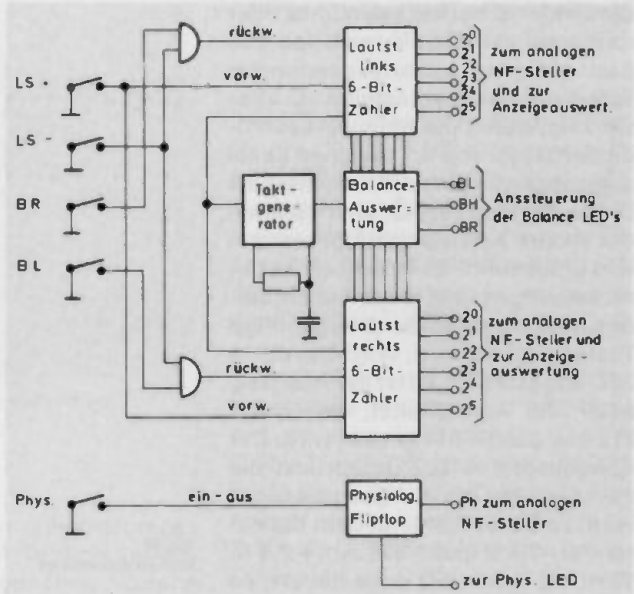 rückw.
vorw.
LS +
LS -
BR
BL
Lautst.
links
6-Bit-
Zähler
2⁰
2¹
2²
2³
2⁴
2⁵
zum analogen
NF-Steller
und zur
Anzeigeauswert.
Takt-
gene-
rator
Balance-
Auswer-
tung
BL
BH
BR
Anssteuerung
der Balance LED's
Lautst
rechts
6-Bit-
Zähler
2⁰
2¹
2²
2³
2⁴
2⁵
zum analogen
NF-Steller und
zur Anzeige-
auswertung
rückw.
vorw.
Phys.
ein-aus
Physiolog.
Flipflop
Ph zum analogen
NF-Steller
zur Phys. LED